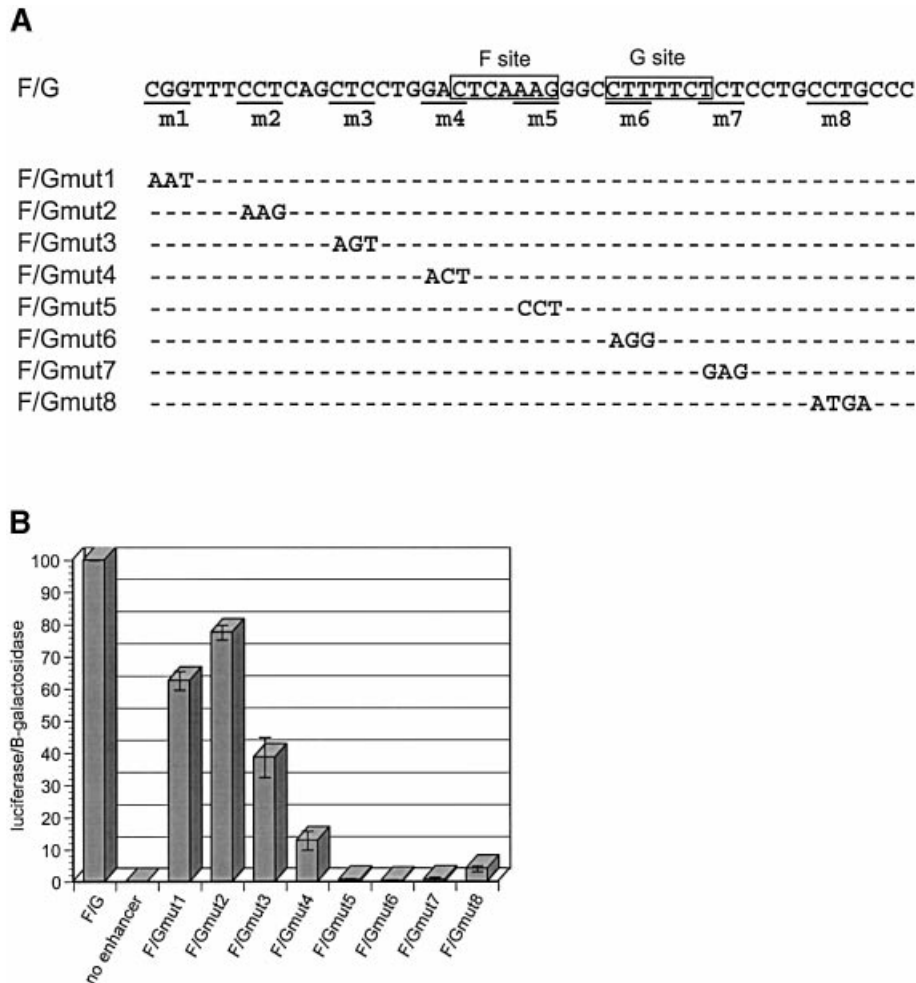 A
F site G site
F/G CGGTTTCCTCAGCTCCTGGACTCAAAGGGCCTTTTCTCTCCTGCCTGCCC
m1 m2 m3 m4 m5 m6 m7 m8
F/Gmut1 AAT-----------------------------------------------
F/Gmut2 ------AAG-----------------------------------------
F/Gmut3 ------------AGT-----------------------------------
F/Gmut4 ------------------ACT-----------------------------
F/Gmut5 ------------------------CCT-----------------------
F/Gmut6 ------------------------------AGG-----------------
F/Gmut7 ------------------------------------GAG-----------
F/Gmut8 -------------------------------------------ATGA---
B
luciferase/B-galactosidase
100
90
80
70
60
50
40
30
20
10
0
F/G
no enhancer
F/Gmut1
F/Gmut2
F/Gmut3
F/Gmut4
F/Gmut5
F/Gmut6
F/Gmut7
F/Gmut8